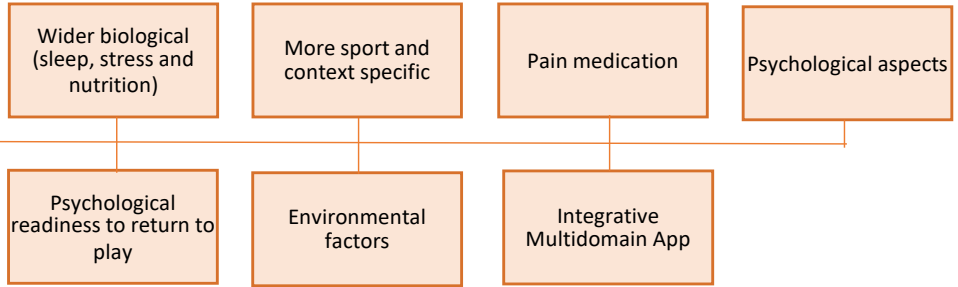 Wider biological
(sleep, stress and
nutrition)
More sport and
context specific
Pain medication
Psychological aspects
Psychological
readiness to return to
play
Environmental
factors
Integrative
Multidomain App